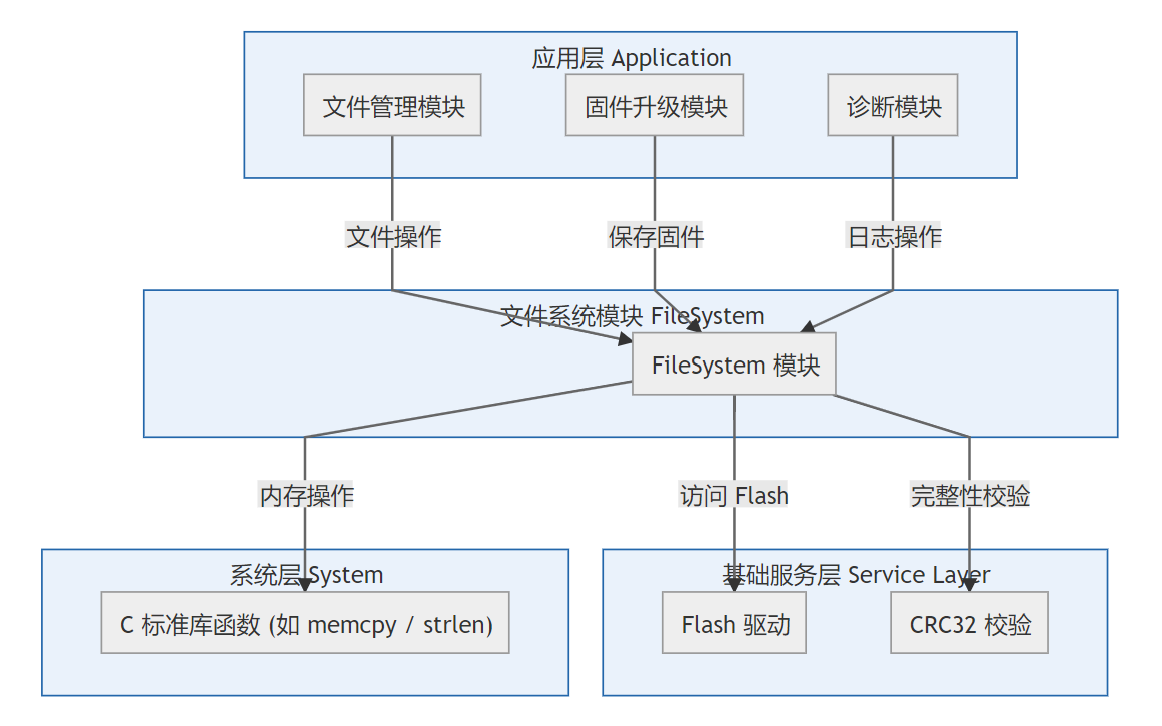 应用层 Application
文件管理模块
固件升级模块
诊断模块
文件操作
保存固件
日志操作
文件系统模块 FileSystem
FileSystem 模块
内存操作
访问 Flash
完整性校验
系统层 System
基础服务层 Service Layer
C 标准库函数 (如 memcpy / strlen)
Flash 驱动
CRC32 校验